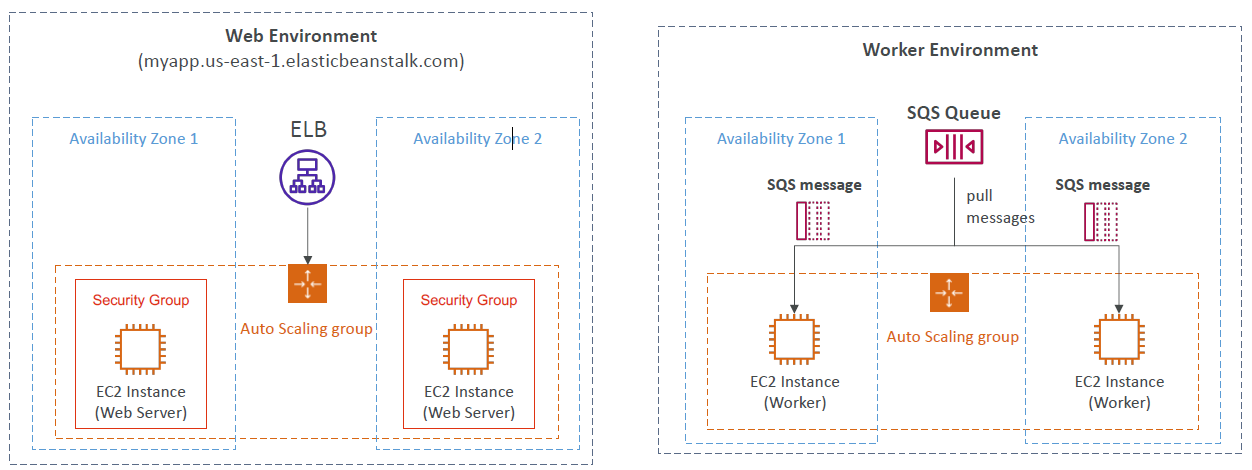 Web Environment
(myapp.us-east-1.elasticbeanstalk.com)
Availability Zone 1
ELB
Availability Zone 2
Security Group
Security Group
Auto Scaling group
EC2 Instance
(Web Server)
EC2 Instance
(Web Server)
Worker Environment
SQS Queue
Availability Zone 1
Availability Zone 2
SQS message
SQS message
pull
messages
Auto Scaling group
EC2 Instance
(Worker)
EC2 Instance
(Worker)